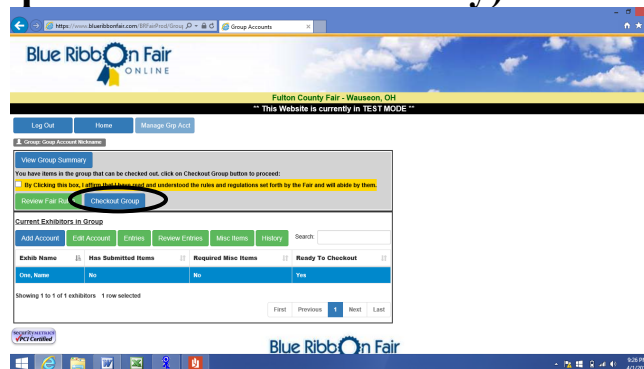 https://www.blueribbonfair.com/BRFairProd/Group
Group Accounts
Blue Ribbon Fair
ONLINE
Fulton County Fair - Wauseon, OH
** This Website is currently in TEST MODE **
Log Out Home Manage Grp Acct
Group: Goup Account Nickname
View Group Summary
You have items in the group that can be checked out. click on Checkout Group button to proceed:
By Clicking this box, I affirm that I have read and understood the rules and regulations set forth by the Fair and will abide by them.
Review Fair Checkout Group
Current Exhibitors in Group
Add Account Edit Account Entries Review Entries Misc Items History Search:
Exhib Name Has Submitted Items Required Misc Items Ready To Checkout
One, Name No No Yes
Showing 1 to 1 of 1 exhibitors 1 row selected
First Previous 1 Next Last
PCI Certified
Blue Ribbon Fair
9:26 PM